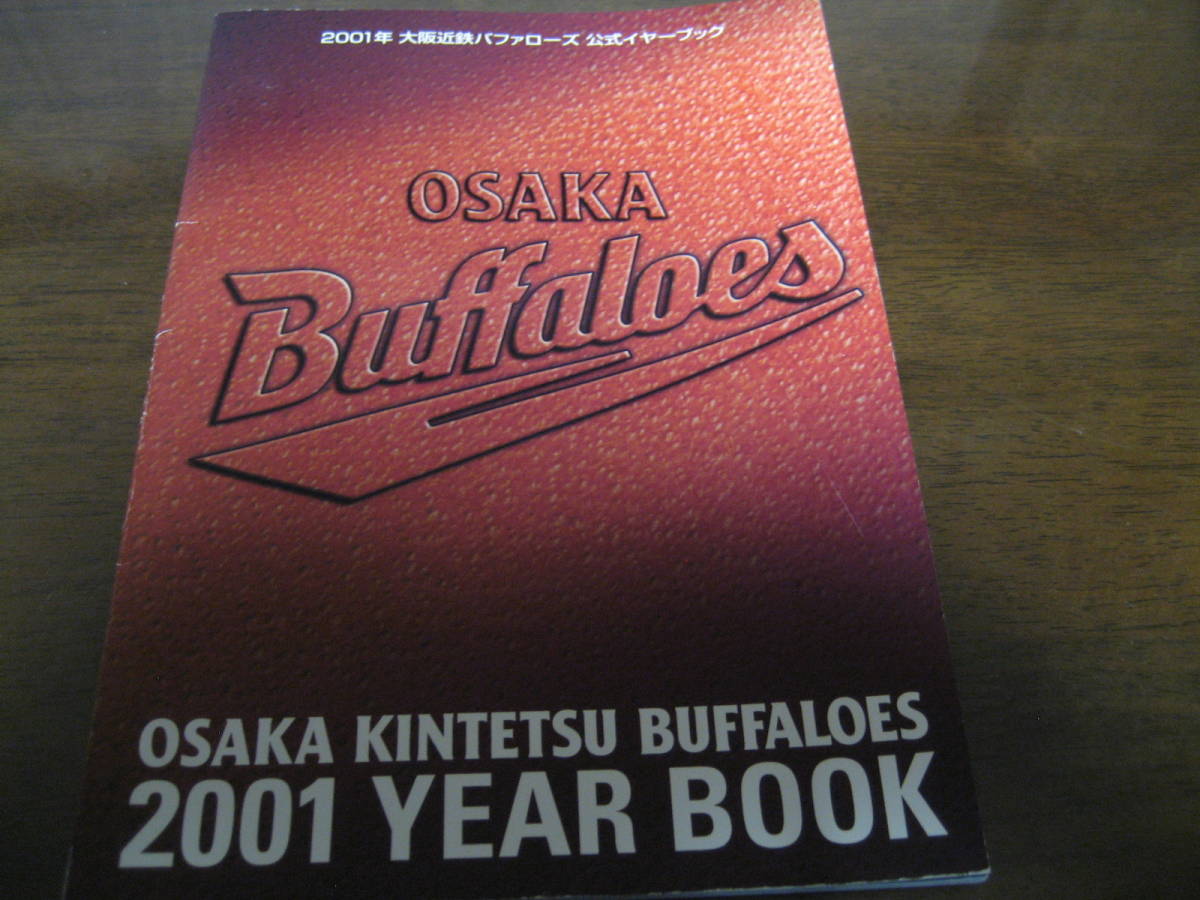 2001年 大阪近鉄バファローズ 公式イヤーブック
OSAKA
Buffaloes
OSAKA KINTETSU BUFFALOES
2001 YEAR BOOK